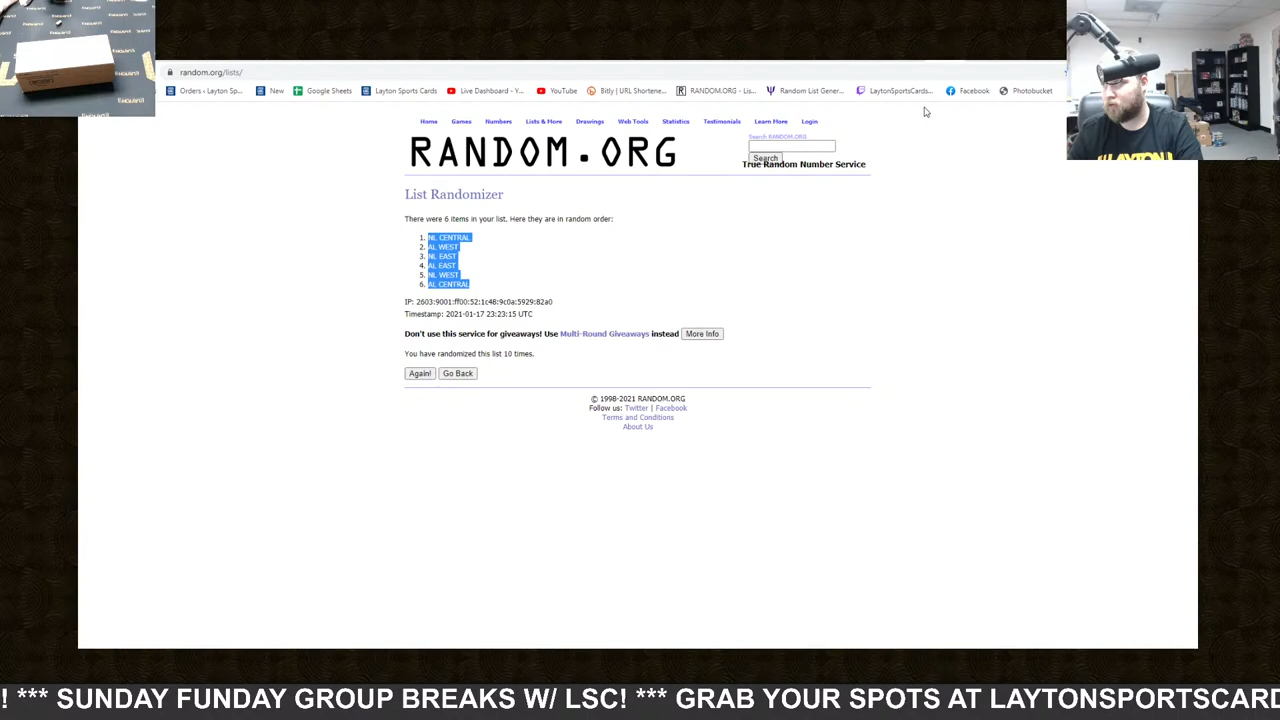 random.org/lists/
Orders ‹ Layton Sp... New Google Sheets Layton Sports Cards Live Dashboard - Y... YouTube Bitly | URL Shortene... RANDOM.ORG - Lis... Random List Gener... LaytonSportsCards... Facebook Photobucket
Home Games Numbers Lists & More Drawings Web Tools Statistics Testimonials Learn More Login
RANDOM.ORG
Search RANDOM.ORG
Search
True Random Number Service
List Randomizer
There were 6 items in your list. Here they are in random order:
1. NL CENTRAL
2. AL WEST
3. NL EAST
4. AL EAST
5. NL WEST
6. AL CENTRAL
IP: 2603:9001:ff00:52:1c48:9c0a:5929:82a0
Timestamp: 2021-01-17 23:23:15 UTC
Don't use this service for giveaways! Use Multi-Round Giveaways instead More Info
You have randomized this list 10 times.
Again! Go Back
© 1998-2021 RANDOM.ORG
Follow us: Twitter | Facebook
Terms and Conditions
About Us
! *** SUNDAY FUNDAY GROUP BREAKS W/ LSC! *** GRAB YOUR SPOTS AT LAYTONSPORTSCARD